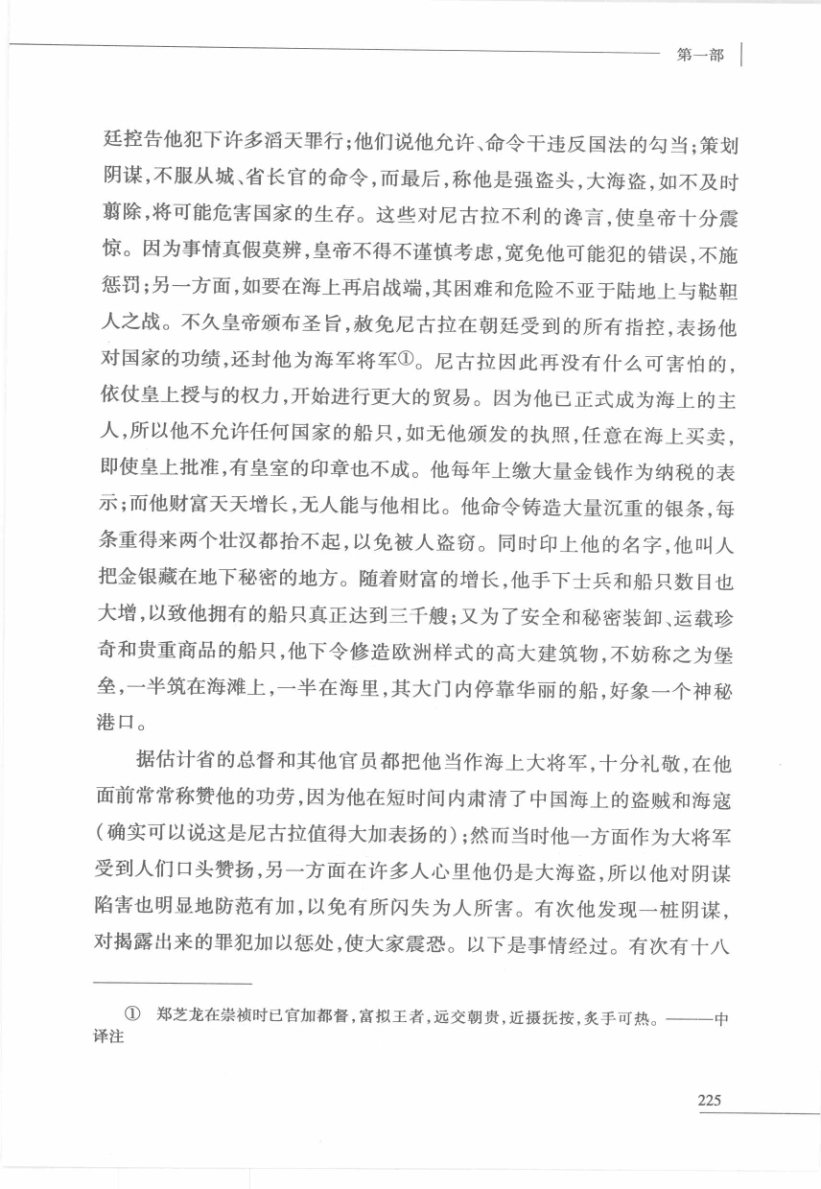 第一部
廷控告他犯下许多滔天罪行;他们说他允许、命令干违反国法的勾当;策划
阴谋,不服从城、省长官的命令,而最后,称他是强盗头,大海盗,如不及时
翦除,将可能危害国家的生存。这些对尼古拉不利的谗言,使皇帝十分震
惊。因为事情真假莫辨,皇帝不得不谨慎考虑,宽免他可能犯的错误,不施
惩罚;另一方面,如要在海上再启战端,其困难和危险不亚于陆地上与鞑靼
人之战。不久皇帝颁布圣旨,赦免尼古拉在朝廷受到的所有指控,表扬他
对国家的功绩,还封他为海军将军①。尼古拉因此再没有什么可害怕的,
依仗皇上授与的权力,开始进行更大的贸易。因为他已正式成为海上的主
人,所以他不允许任何国家的船只,如无他颁发的执照,任意在海上买卖,
即使皇上批准,有皇室的印章也不成。他每年上缴大量金钱作为纳税的表
示;而他财富天天增长,无人能与他相比。他命令铸造大量沉重的银条,每
条重得来两个壮汉都抬不起,以免被人盗窃。同时印上他的名字,他叫人
把金银藏在地下秘密的地方。随着财富的增长,他手下士兵和船只数目也
大增,以致他拥有的船只真正达到三千艘;又为了安全和秘密装卸、运载珍
奇和贵重商品的船只,他下令修造欧洲样式的高大建筑物,不妨称之为堡
垒,一半筑在海滩上,一半在海里,其大门内停靠华丽的船,好象一个神秘
港口。
据估计省的总督和其他官员都把他当作海上大将军,十分礼敬,在他
面前常常称赞他的功劳,因为他在短时间内肃清了中国海上的盗贼和海寇
(确实可以说这是尼古拉值得大加表扬的);然而当时他一方面作为大将军
受到人们口头赞扬,另一方面在许多人心里他仍是大海盗,所以他对阴谋
陷害也明显地防范有加,以免有所闪失为人所害。有次他发现一桩阴谋,
对揭露出来的罪犯加以惩处,使大家震恐。以下是事情经过。有次有十八
① 郑芝龙在崇祯时已官加都督,富拟王者,远交朝贵,近摄抚按,炙手可热。———中
译注
225